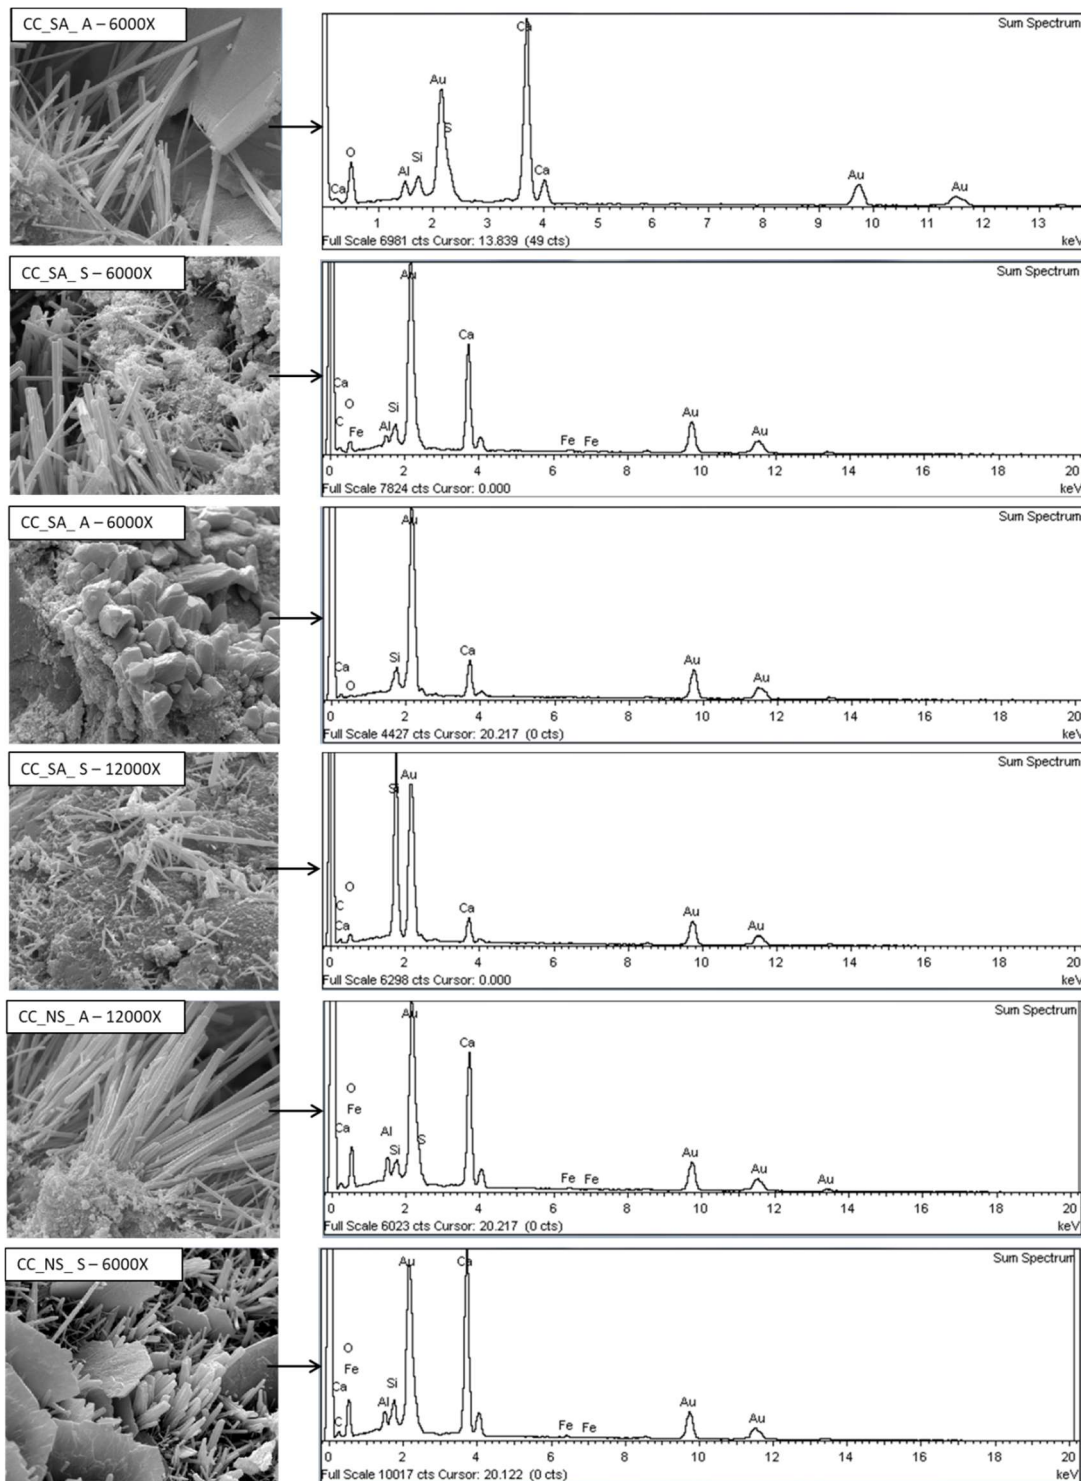 CC_SA_ A – 6000X
Sum Spectrum
Ca
Au
S
O
Si
Al
Ca
Ca
Au
Au
1 2 3 4 5 6 7 8 9 10 11 12 13
Full Scale 6981 cts Cursor: 13.839 (49 cts)
keV
CC_SA_ S – 6000X
Sum Spectrum
Au
Ca
Ca
O
Si
C
Fe
Al
Fe Fe
Au
Au
0 2 4 6 8 10 12 14 16 18 20
Full Scale 7824 cts Cursor: 0.000
keV
CC_SA_ A – 6000X
Sum Spectrum
Au
Si
Ca
Ca
O
Au
Au
0 2 4 6 8 10 12 14 16 18 20
Full Scale 4427 cts Cursor: 20.217 (0 cts)
keV
CC_SA_ S – 12000X
Sum Spectrum
Si
Au
O
C
Ca
Ca
Au
Au
0 2 4 6 8 10 12 14 16 18 20
Full Scale 6298 cts Cursor: 0.000
keV
CC_NS_ A – 12000X
Sum Spectrum
Au
Ca
O
Fe
Ca
Al
Si
S
Fe Fe
Au
Au
Au
0 2 4 6 8 10 12 14 16 18 20
Full Scale 6023 cts Cursor: 20.217 (0 cts)
keV
CC_NS_ S – 6000X
Sum Spectrum
Au
Ca
O
Fe
Ca
Si
Al
C
Fe Fe
Au
Au
0 2 4 6 8 10 12 14 16 18 20
Full Scale 10017 cts Cursor: 20.122 (0 cts)
keV